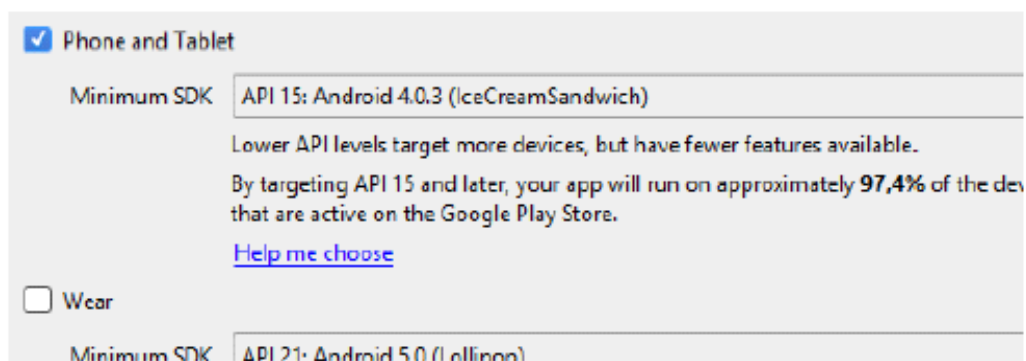 Phone and Tablet
Minimum SDK API 15: Android 4.0.3 (IceCreamSandwich)
Lower API levels target more devices, but have fewer features available.
By targeting API 15 and later, your app will run on approximately 97,4% of the
that are active on the Google Play Store.
Help me choose
Wear
Minimum SDK API 21: Android 5.0 (Lollipop)